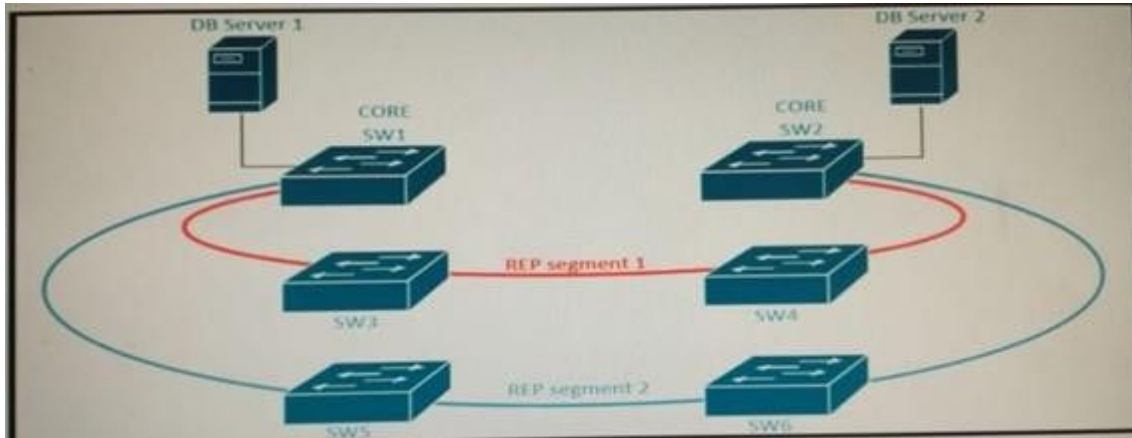 DB Server 1
DB Server 2
CORE
SW1
CORE
SW2
REP segment 1
SW3
SW4
REP segment 2
SW5
SW6